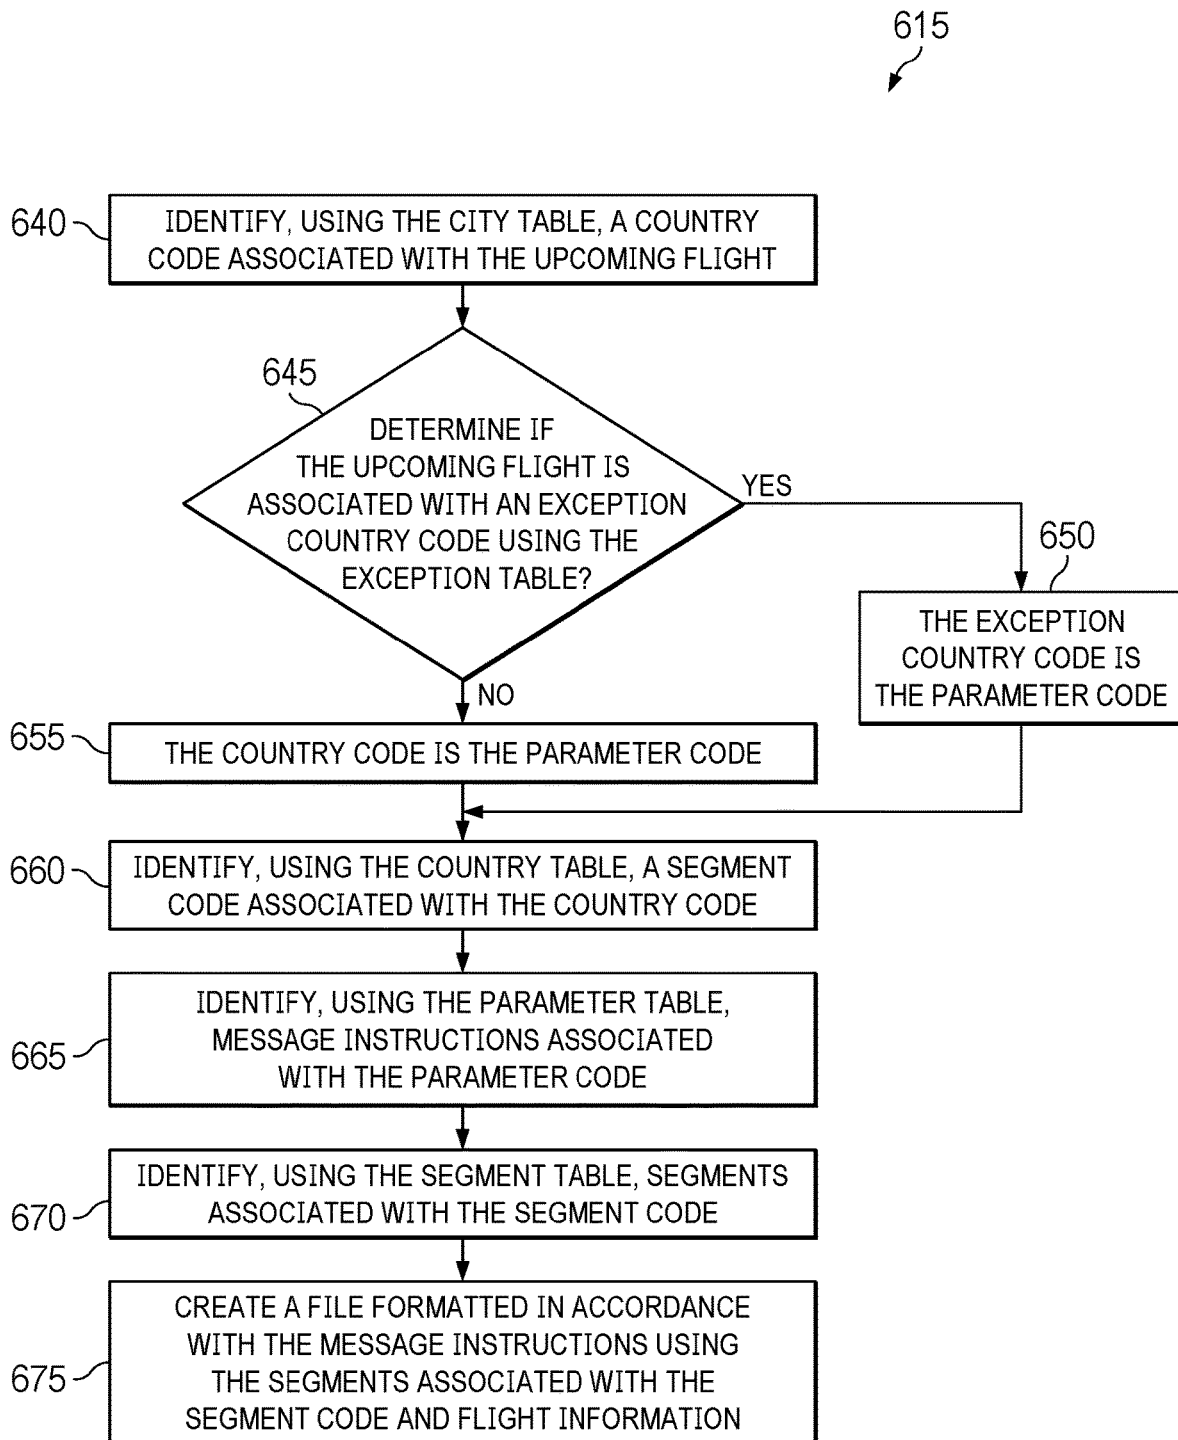 615
640
IDENTIFY, USING THE CITY TABLE, A COUNTRY
CODE ASSOCIATED WITH THE UPCOMING FLIGHT
645
DETERMINE IF
THE UPCOMING FLIGHT IS
ASSOCIATED WITH AN EXCEPTION
COUNTRY CODE USING THE
EXCEPTION TABLE?
YES
650
THE EXCEPTION
COUNTRY CODE IS
THE PARAMETER CODE
NO
655
THE COUNTRY CODE IS THE PARAMETER CODE
660
IDENTIFY, USING THE COUNTRY TABLE, A SEGMENT
CODE ASSOCIATED WITH THE COUNTRY CODE
665
IDENTIFY, USING THE PARAMETER TABLE,
MESSAGE INSTRUCTIONS ASSOCIATED
WITH THE PARAMETER CODE
670
IDENTIFY, USING THE SEGMENT TABLE, SEGMENTS
ASSOCIATED WITH THE SEGMENT CODE
675
CREATE A FILE FORMATTED IN ACCORDANCE
WITH THE MESSAGE INSTRUCTIONS USING
THE SEGMENTS ASSOCIATED WITH THE
SEGMENT CODE AND FLIGHT INFORMATION